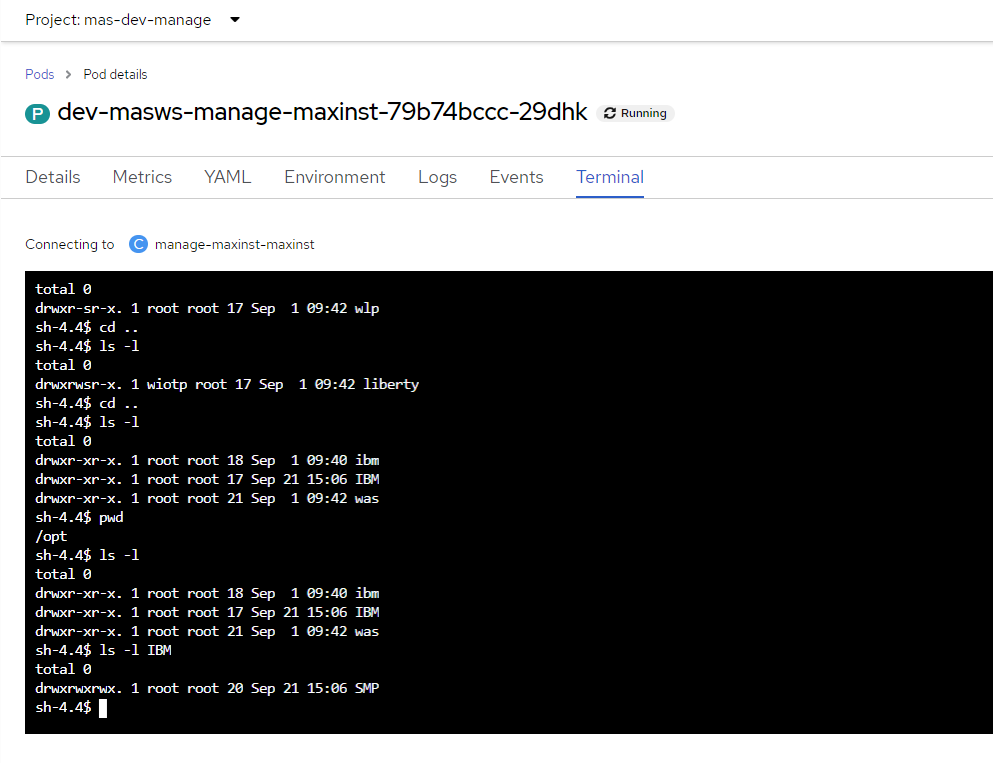 Project: mas-dev-manage
Pods > Pod details
P dev-masws-manage-maxinst-79b74bccc-29dhk Running
Details Metrics YAML Environment Logs Events Terminal
Connecting to C manage-maxinst-maxinst
total 0
drwxr-sr-x. 1 root root 17 Sep  1 09:42 wlp
sh-4.4$ cd ..
sh-4.4$ ls -l
total 0
drwxrwsr-x. 1 wiotp root 17 Sep  1 09:42 liberty
sh-4.4$ cd ..
sh-4.4$ ls -l
total 0
drwxr-xr-x. 1 root root 18 Sep  1 09:40 ibm
drwxr-xr-x. 1 root root 17 Sep 21 15:06 IBM
drwxr-xr-x. 1 root root 21 Sep  1 09:42 was
sh-4.4$ pwd
/opt
sh-4.4$ ls -l
total 0
drwxr-xr-x. 1 root root 18 Sep  1 09:40 ibm
drwxr-xr-x. 1 root root 17 Sep 21 15:06 IBM
drwxr-xr-x. 1 root root 21 Sep  1 09:42 was
sh-4.4$ ls -l IBM
total 0
drwxrwxrwx. 1 root root 20 Sep 21 15:06 SMP
sh-4.4$